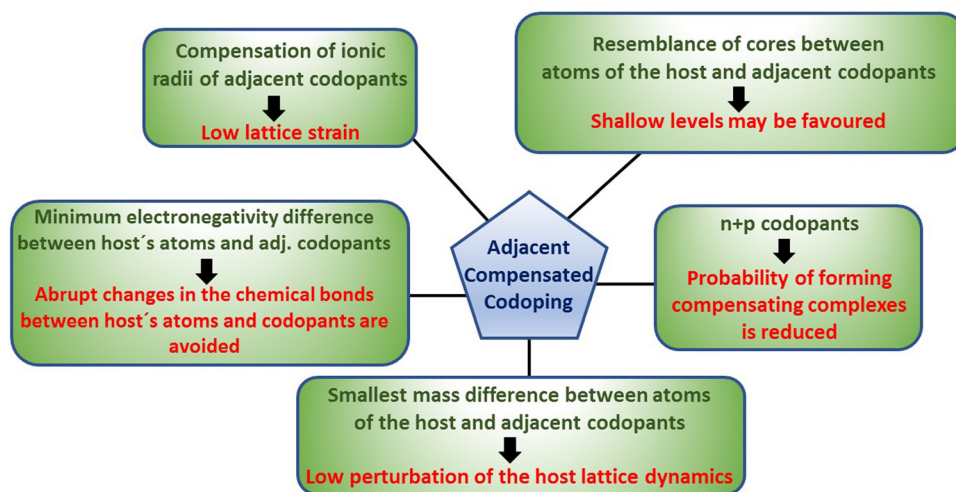 Compensation of ionic
radii of adjacent codopants
Low lattice strain
Resemblance of cores between
atoms of the host and adjacent codopants
Shallow levels may be favoured
Minimum electronegativity difference
between host´s atoms and adj. codopants
Abrupt changes in the chemical bonds
between host´s atoms and codopants are
avoided
Adjacent
Compensated
Codoping
n+p codopants
Probability of forming
compensating complexes
is reduced
Smallest mass difference between atoms
of the host and adjacent codopants
Low perturbation of the host lattice dynamics